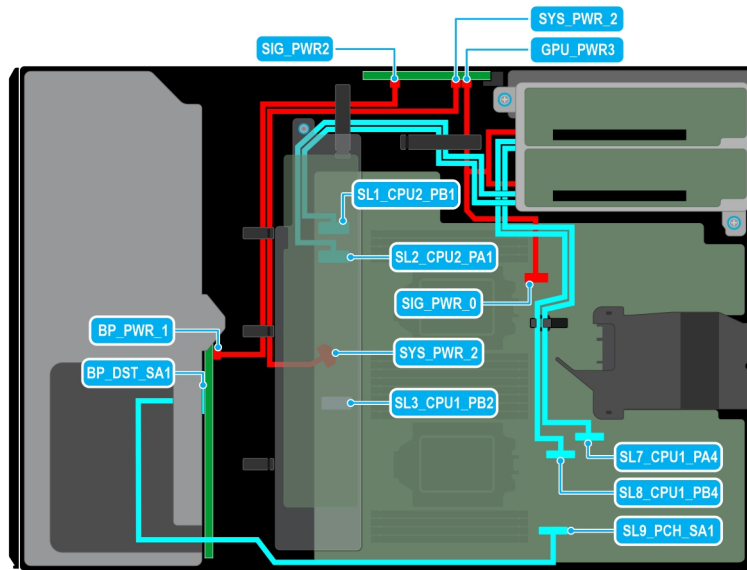 SYS_PWR_2
SIG_PWR2
GPU_PWR3
SL1_CPU2_PB1
SL2_CPU2_PA1
SIG_PWR_0
BP_PWR_1
SYS_PWR_2
BP_DST_SA1
SL3_CPU1_PB2
SL7_CPU1_PA4
SL8_CPU1_PB4
SL9_PCH_SA1